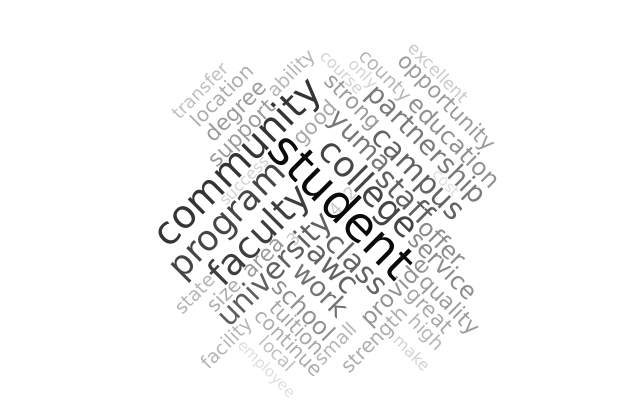 excellent
transfer
ability
only
county
opportunity
location
course
degree
strong
partnership
education
support
good
community
yuma
campus
success
cost
student
college
staff
program
faculty
offer
service
university
class
area
awc
state
size
work
provide
quality
great
school
high
tuition
continue
strength
small
facility
local
make
employee